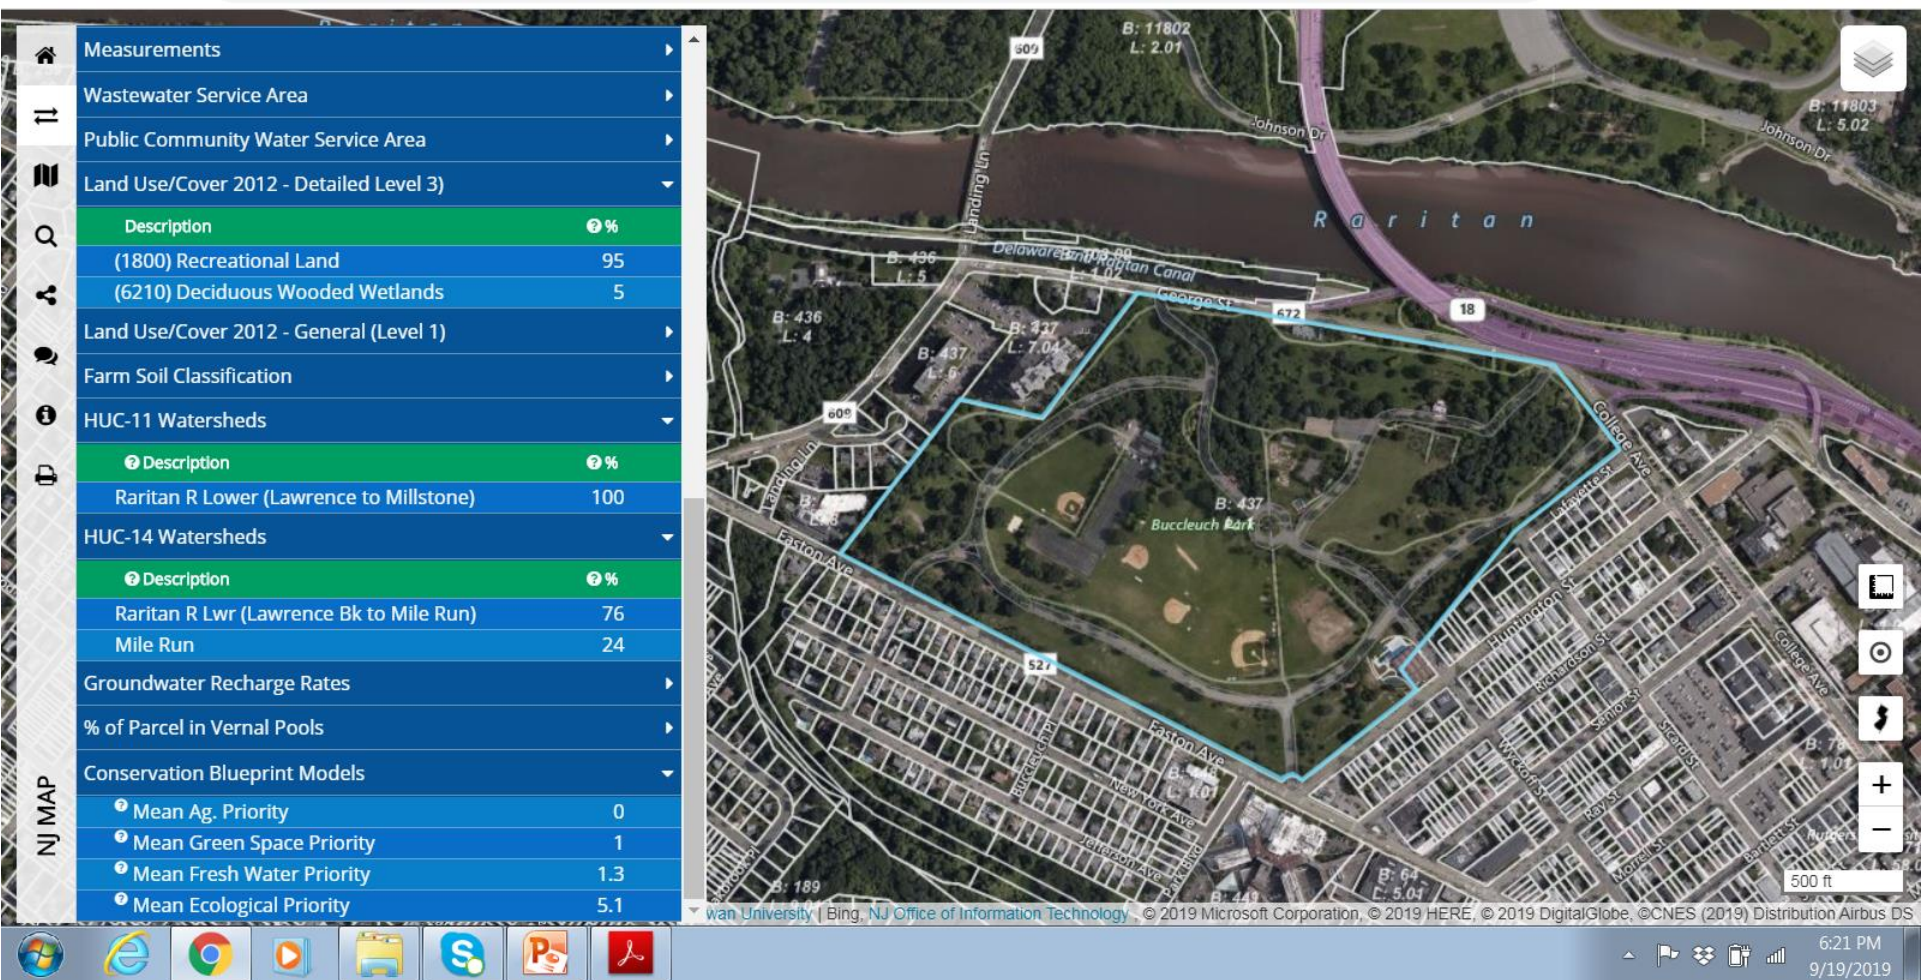 Measurements
Wastewater Service Area
Public Community Water Service Area
Land Use/Cover 2012 - Detailed Level 3)
Description %
(1800) Recreational Land 95
(6210) Deciduous Wooded Wetlands 5
Land Use/Cover 2012 - General (Level 1)
Farm Soil Classification
HUC-11 Watersheds
Description %
Raritan R Lower (Lawrence to Millstone) 100
HUC-14 Watersheds
Description %
Raritan R Lwr (Lawrence Bk to Mile Run) 76
Mile Run 24
Groundwater Recharge Rates
% of Parcel in Vernal Pools
Conservation Blueprint Models
Mean Ag. Priority 0
Mean Green Space Priority 1
Mean Fresh Water Priority 1.3
Mean Ecological Priority 5.1
NJ MAP
B: 11802
L: 2.01
609
Johnson Dr
B: 11803
L: 5.02
Johnson Dr
Landing Ln
Raritan
B: 436
L: 5
Delaware and Raritan Canal
George St
672
18
B: 436
L: 4
B: 437
L: 7.04
B: 437
L: 6
609
Landing Ln
College Ave
Lafayette St
B: 437
Buccleuch Park
Easton Ave
527
Huntington St
Richardson St
College Ave
Senior St
Sicard St
Wyckoff St
Ray St
Morrell St
Bartlett St
Easton Ave
Buccleuch Pl
New York Ave
Jefferson Ave
Park Blvd
B: 189
B: 64
L: 5.01
B: 449
500 ft
wan University | Bing, NJ Office of Information Technology, © 2019 Microsoft Corporation, © 2019 HERE, © 2019 DigitalGlobe, ©CNES (2019) Distribution Airbus DS
6:21 PM
9/19/2019